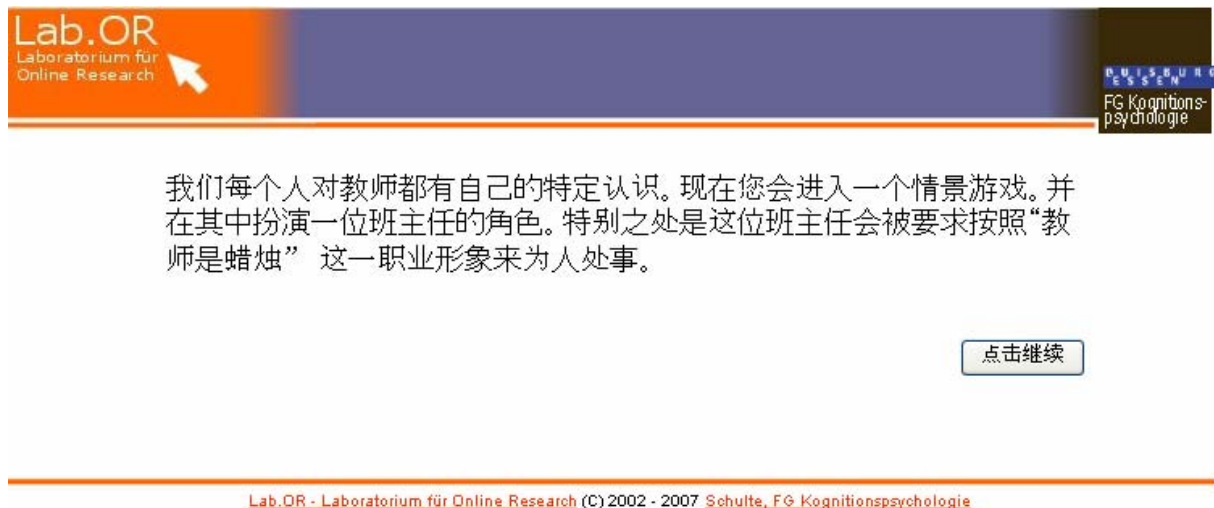 Lab.OR
Laboratorium für
Online Research
DUISBURG
ESSEN
FG Kognitions-
psychologie
我们每个人对教师都有自己的特定认识。现在您会进入一个情景游戏。并
在其中扮演一位班主任的角色。特别之处是这位班主任会被要求按照“教
师是蜡烛” 这一职业形象来为人处事。
点击继续
Lab.OR - Laboratorium für Online Research (C) 2002 - 2007 Schulte, FG Kognitionspsychologie